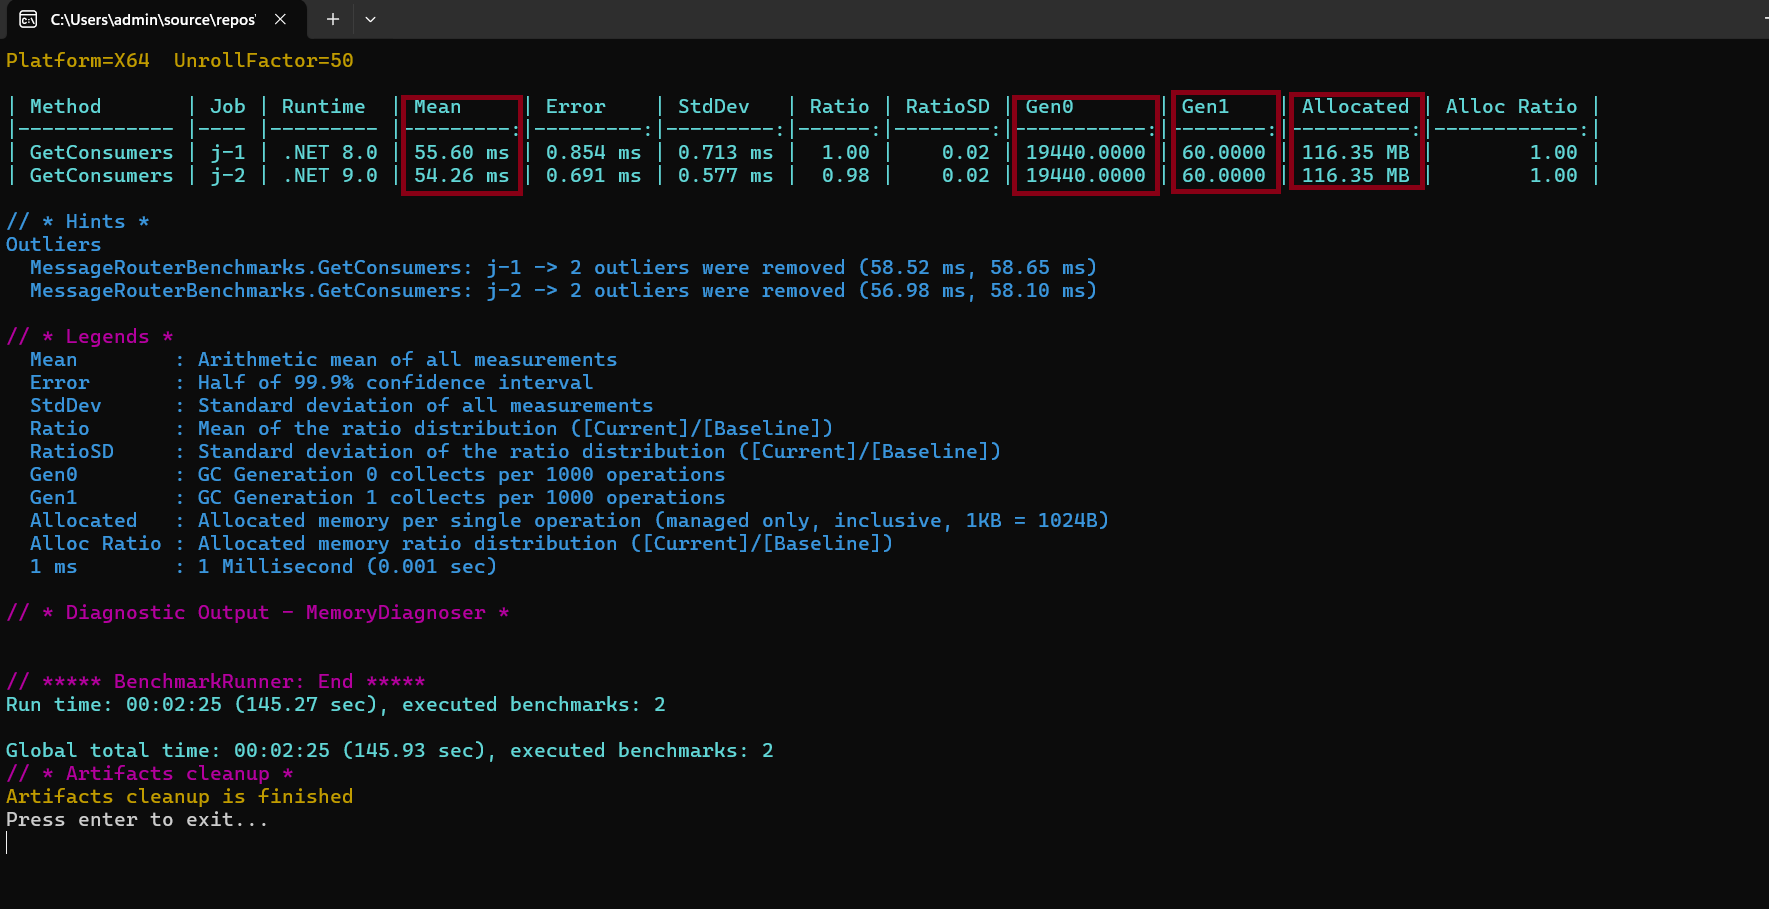 C:\Users\admin\source\repos\
Platform=X64  UnrollFactor=50
| Method       | Job  | Runtime  | Mean     | Error    | StdDev   | Ratio | RatioSD | Gen0       | Gen1    | Allocated | Alloc Ratio |
|------------- |----- |--------- |---------:|---------:|---------:|------:|--------:|-----------:|--------:|----------:|------------:|
| GetConsumers | j-1  | .NET 8.0 | 55.60 ms | 0.854 ms | 0.713 ms |  1.00 |    0.02 | 19440.0000 | 60.0000 | 116.35 MB |        1.00 |
| GetConsumers | j-2  | .NET 9.0 | 54.26 ms | 0.691 ms | 0.577 ms |  0.98 |    0.02 | 19440.0000 | 60.0000 | 116.35 MB |        1.00 |
// * Hints *
Outliers
  MessageRouterBenchmarks.GetConsumers: j-1 -> 2 outliers were removed (58.52 ms, 58.65 ms)
  MessageRouterBenchmarks.GetConsumers: j-2 -> 2 outliers were removed (56.98 ms, 58.10 ms)
// * Legends *
  Mean        : Arithmetic mean of all measurements
  Error       : Half of 99.9% confidence interval
  StdDev      : Standard deviation of all measurements
  Ratio       : Mean of the ratio distribution ([Current]/[Baseline])
  RatioSD     : Standard deviation of the ratio distribution ([Current]/[Baseline])
  Gen0        : GC Generation 0 collects per 1000 operations
  Gen1        : GC Generation 1 collects per 1000 operations
  Allocated   : Allocated memory per single operation (managed only, inclusive, 1KB = 1024B)
  Alloc Ratio : Allocated memory ratio distribution ([Current]/[Baseline])
  1 ms        : 1 Millisecond (0.001 sec)
// * Diagnostic Output - MemoryDiagnoser *
// ***** BenchmarkRunner: End *****
Run time: 00:02:25 (145.27 sec), executed benchmarks: 2
Global total time: 00:02:25 (145.93 sec), executed benchmarks: 2
// * Artifacts cleanup *
Artifacts cleanup is finished
Press enter to exit...